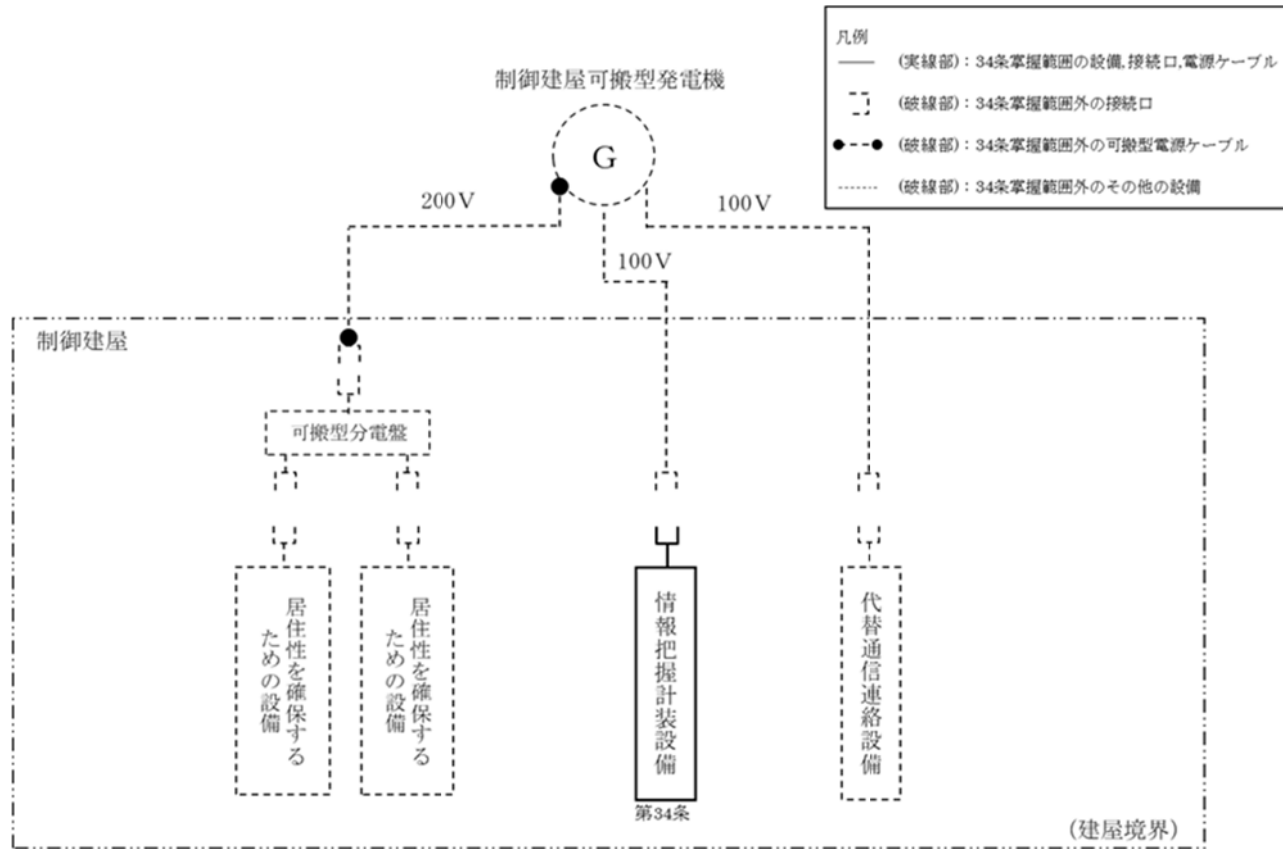 凡例
(実線部)：34条掌握範囲の設備,接続口,電源ケーブル
(破線部)：34条掌握範囲外の接続口
(破線部)：34条掌握範囲外の可搬型電源ケーブル
(破線部)：34条掌握範囲外のその他の設備
制御建屋可搬型発電機
G
200V
100V
100V
制御建屋
可搬型分電盤
居住性を確保する
ための設備
居住性を確保する
ための設備
情報把握計装設備
代替通信連絡設備
第34条
(建屋境界)